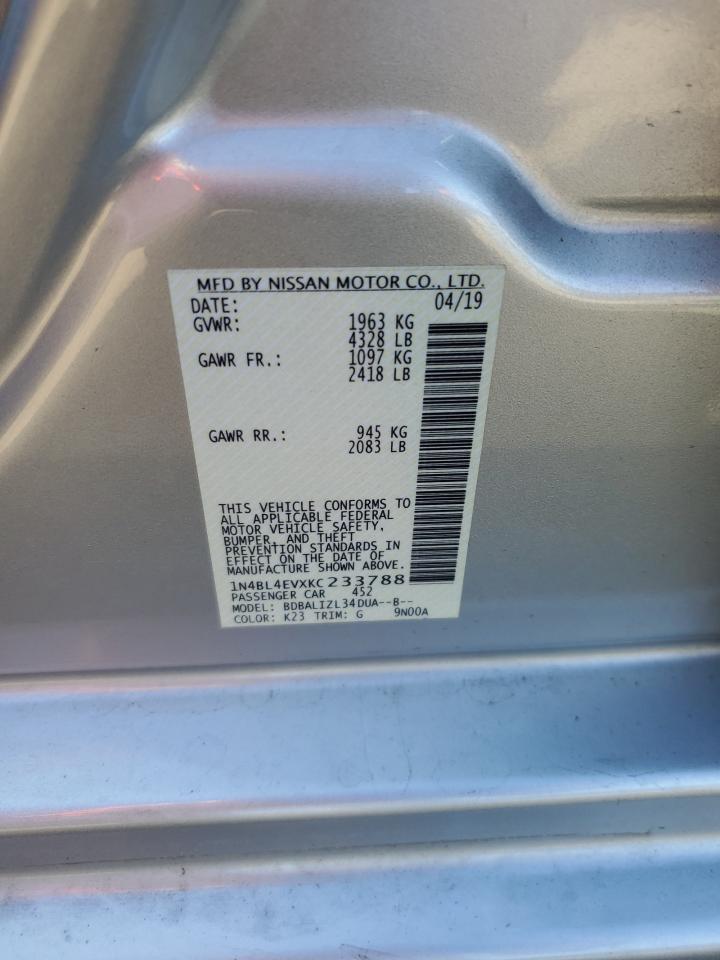 MFD BY NISSAN MOTOR CO., LTD.
DATE: 04/19
GVWR: 1963 KG
4328 LB
GAWR FR.: 1097 KG
2418 LB
GAWR RR.: 945 KG
2083 LB
THIS VEHICLE CONFORMS TO
ALL APPLICABLE FEDERAL
MOTOR VEHICLE SAFETY,
BUMPER, AND THEFT
PREVENTION STANDARDS IN
EFFECT ON THE DATE OF
MANUFACTURE SHOWN ABOVE.
1N4BL4EVXKC233788
PASSENGER CAR 452
MODEL: BDBALIZL34DUA--B--
COLOR: K23 TRIM: G 9N00A